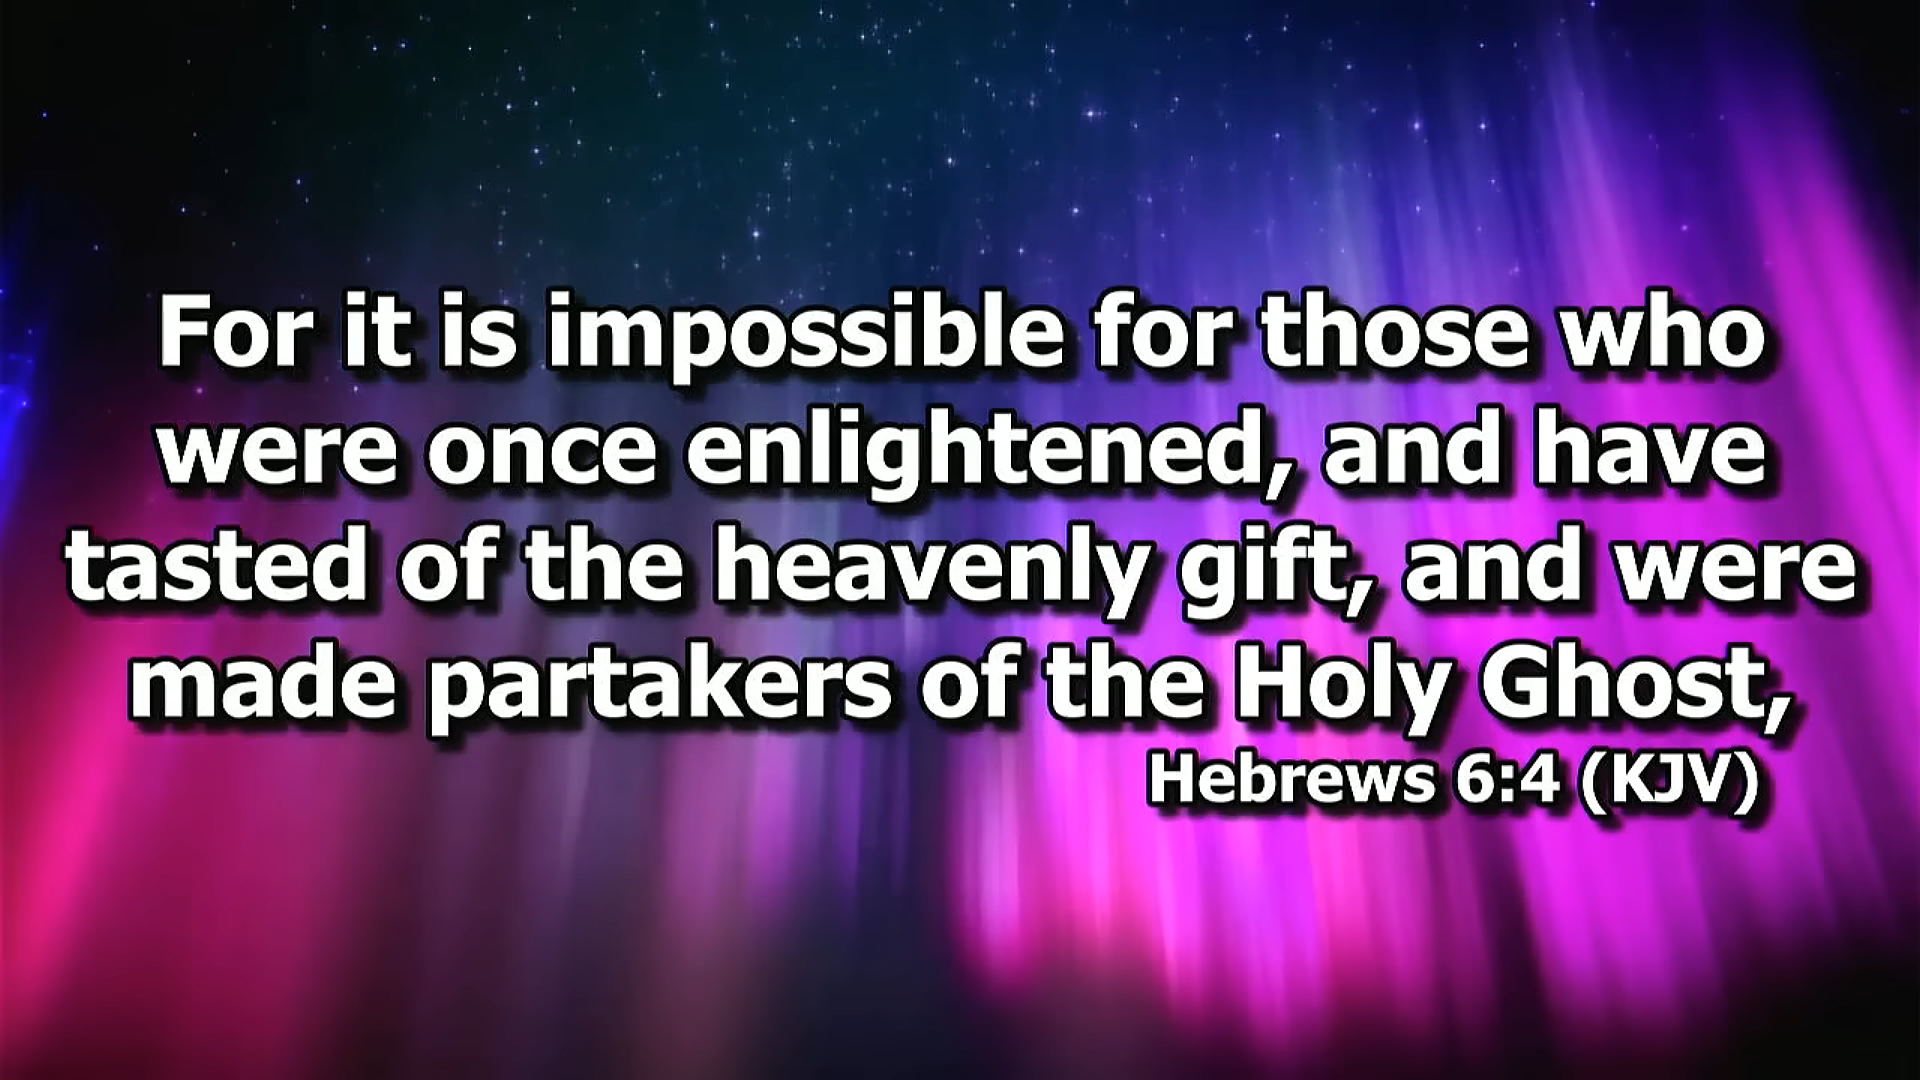 For it is impossible for those who
were once enlightened, and have
tasted of the heavenly gift, and were
made partakers of the Holy Ghost,
Hebrews 6:4 (KJV)